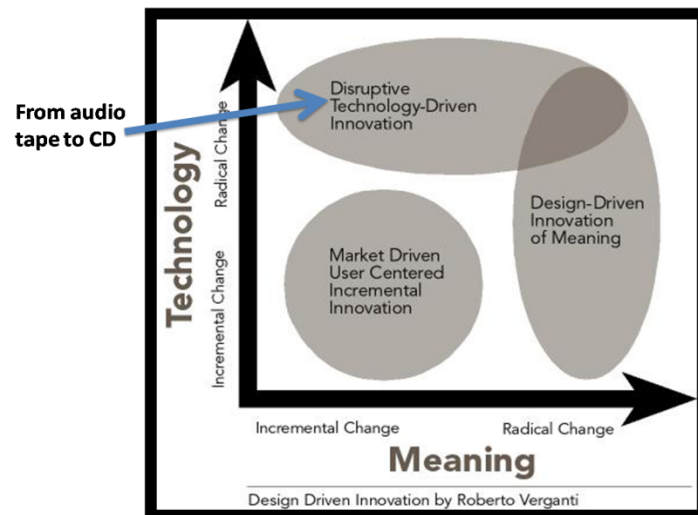 From audio
tape to CD
Technology
Radical Change
Incremental Change
Disruptive
Technology-Driven
Innovation
Design-Driven
Innovation
of Meaning
Market Driven
User Centered
Incremental
Innovation
Incremental Change
Radical Change
Meaning
Design Driven Innovation by Roberto Verganti